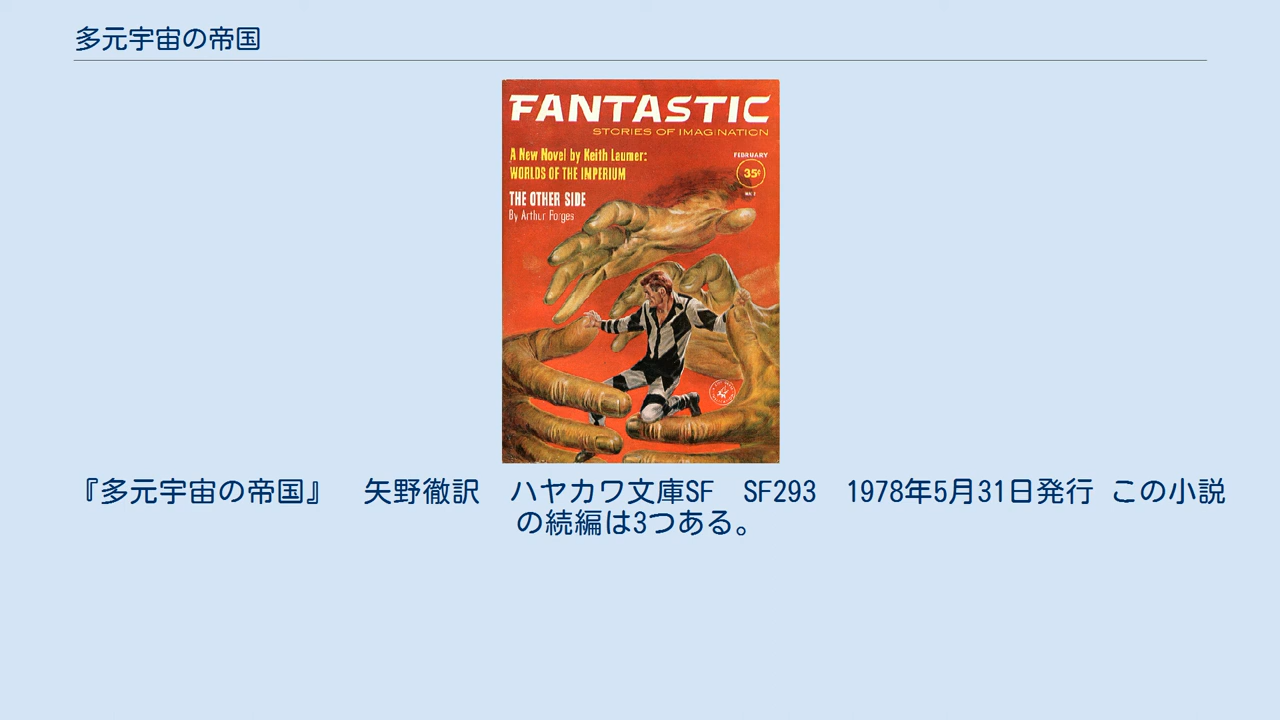 多元宇宙の帝国
FANTASTIC
STORIES OF IMAGINATION
A New Novel by Keith Laumer:
WORLDS OF THE IMPERIUM
FEBRUARY
35¢
THE OTHER SIDE
By Arthur Porges
『多元宇宙の帝国』　矢野徹訳　ハヤカワ文庫SF　SF293　1978年5月31日発行 この小説
の続編は3つある。